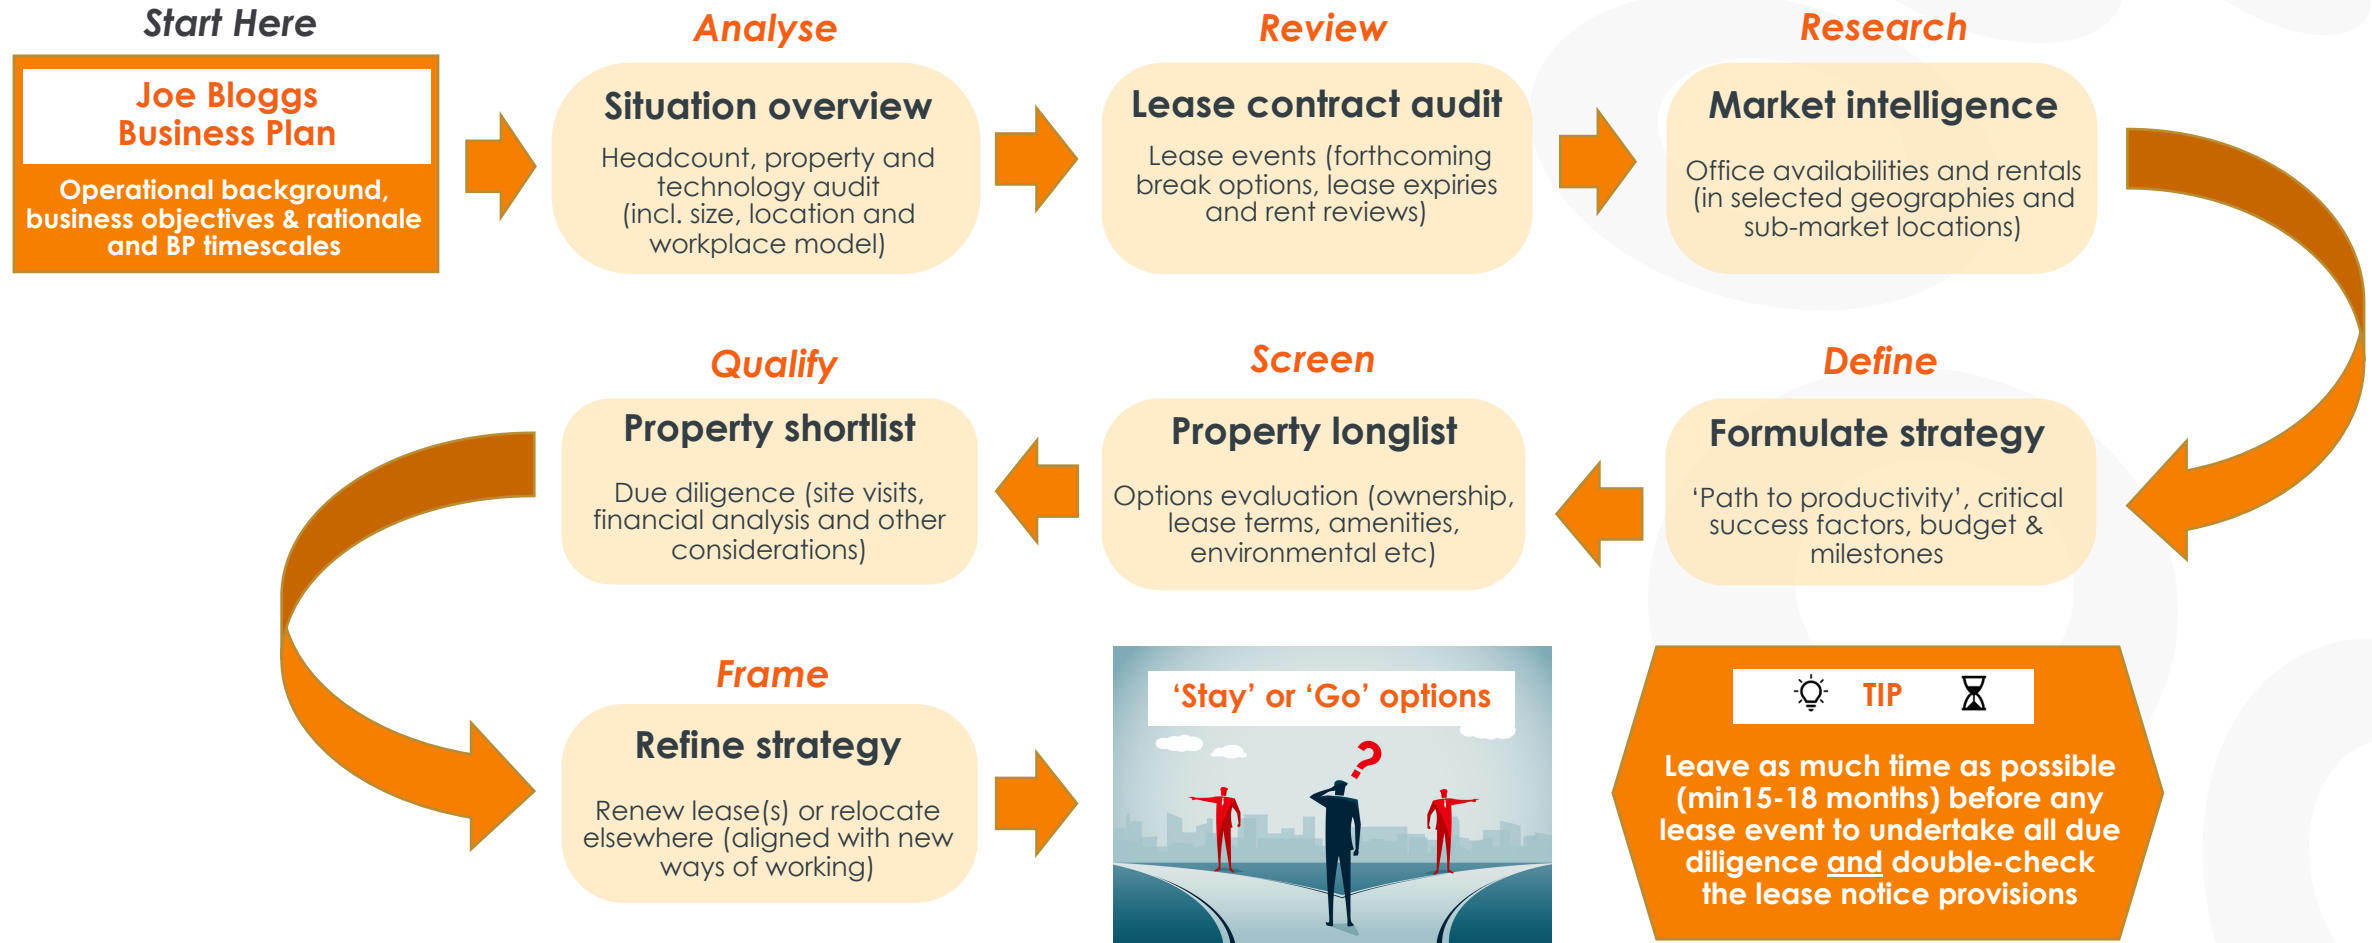 Start Here
Joe Bloggs
Business Plan
Operational background,
business objectives & rationale
and BP timescales
Analyse
Situation overview
Headcount, property and
technology audit
(incl. size, location and
workplace model)
Review
Lease contract audit
Lease events (forthcoming
break options, lease expiries
and rent reviews)
Research
Market intelligence
Office availabilities and rentals
(in selected geographies and
sub-market locations)
Define
Formulate strategy
‘Path to productivity’, critical
success factors, budget &
milestones
Screen
Property longlist
Options evaluation (ownership,
lease terms, amenities,
environmental etc)
Qualify
Property shortlist
Due diligence (site visits,
financial analysis and other
considerations)
Frame
Refine strategy
Renew lease(s) or relocate
elsewhere (aligned with new
ways of working)
‘Stay’ or ‘Go’ options
?
TIP
Leave as much time as possible
(min15-18 months) before any
lease event to undertake all due
diligence and double-check
the lease notice provisions